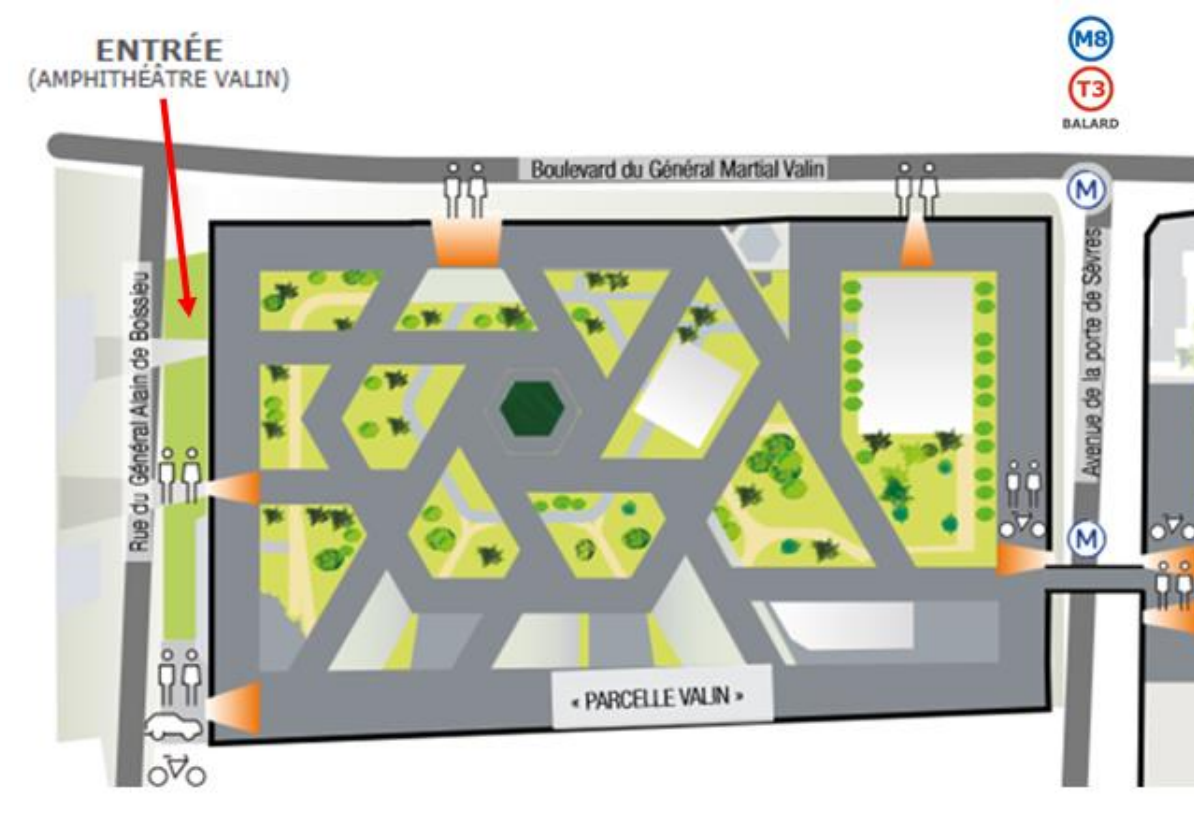 M8
ENTRÉE
(AMPHITHÉÂTRE VALIN)
T3
BALARD
Boulevard du Général Martial Valin
M
Avenue de la porte de Sèvres
Rue du Général Alain de Boissieu
M
« PARCELLE VALIN »